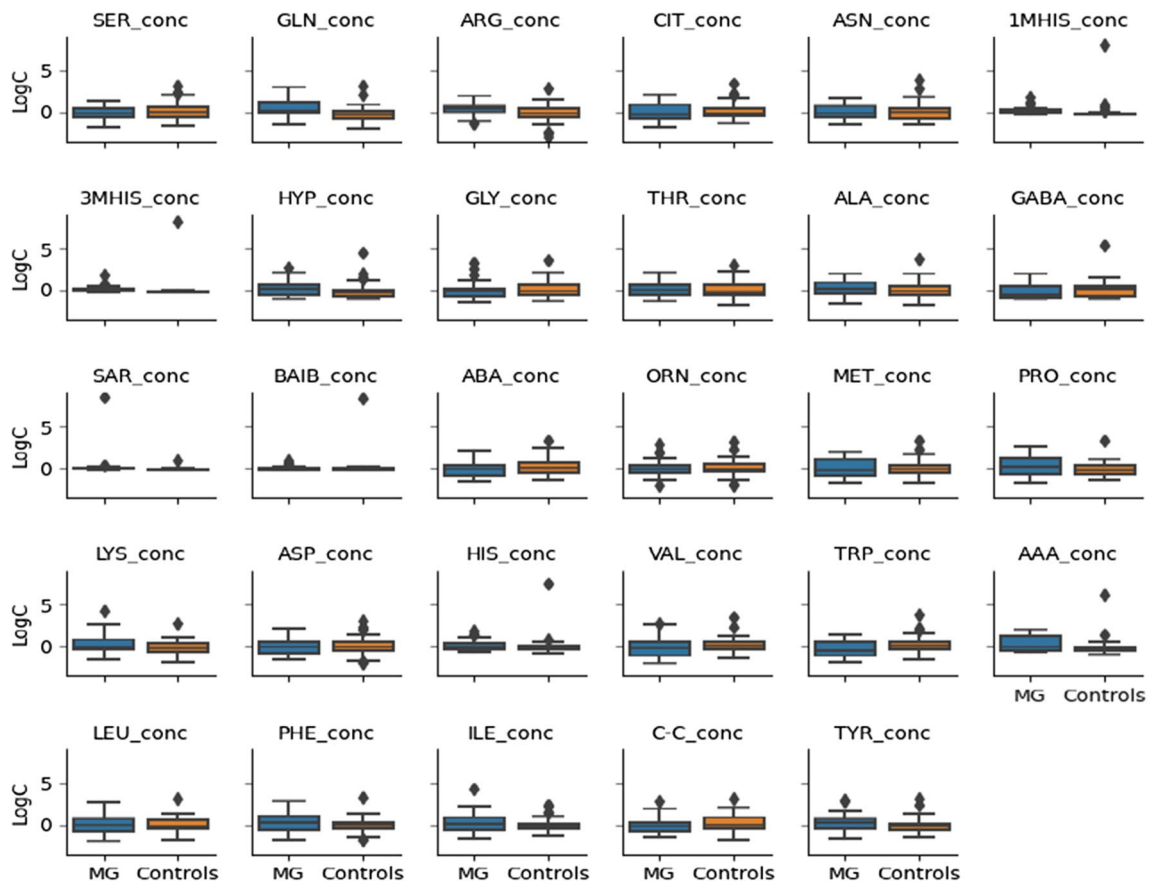 SER_conc GLN_conc ARG_conc CIT_conc ASN_conc 1MHIS_conc
LogC
5
0
3MHIS_conc HYP_conc GLY_conc THR_conc ALA_conc GABA_conc
LogC
5
0
SAR_conc BAIB_conc ABA_conc ORN_conc MET_conc PRO_conc
LogC
5
0
LYS_conc ASP_conc HIS_conc VAL_conc TRP_conc AAA_conc
LogC
5
0
MG Controls
LEU_conc PHE_conc ILE_conc C-C_conc TYR_conc
LogC
5
0
MG Controls MG Controls MG Controls MG Controls MG Controls